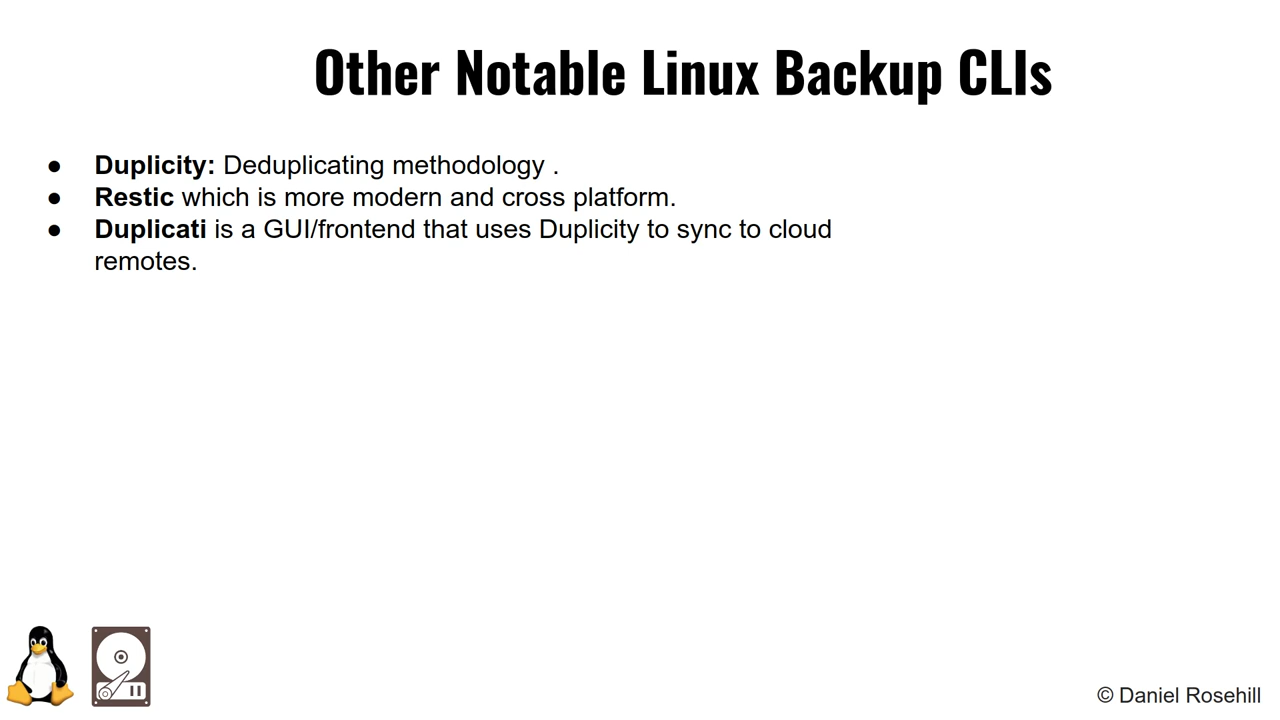 Other Notable Linux Backup CLIs
● Duplicity: Deduplicating methodology .
● Restic which is more modern and cross platform.
● Duplicati is a GUI/frontend that uses Duplicity to sync to cloud
remotes.
© Daniel Rosehill